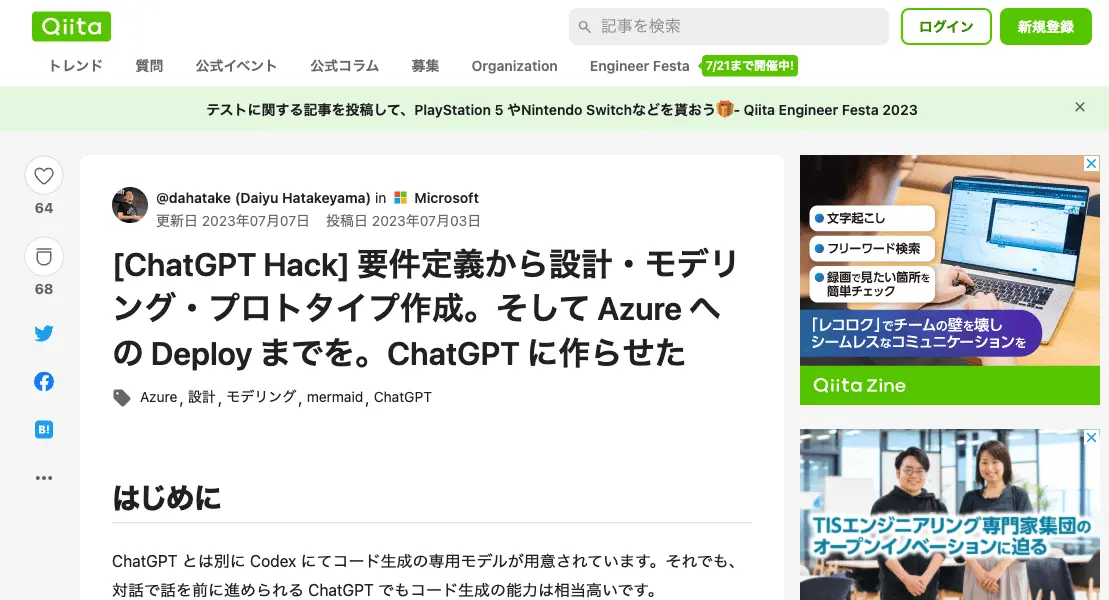 Qiita
記事を検索
ログイン
新規登録
トレンド 質問 公式イベント 公式コラム 募集 Organization Engineer Festa 7/21まで開催中!
テストに関する記事を投稿して、PlayStation 5 やNintendo Switchなどを貰おう🎁- Qiita Engineer Festa 2023
64
68
B!
@dahatake (Daiyu Hatakeyama) in Microsoft
更新日 2023年07月07日 投稿日 2023年07月03日
[ChatGPT Hack] 要件定義から設計・モデリ
ング・プロトタイプ作成。そして Azure へ
の Deploy までを。ChatGPT に作らせた
Azure, 設計, モデリング, mermaid, ChatGPT
はじめに
ChatGPT とは別に Codex にてコード生成の専用モデルが用意されています。それでも、
対話で話を前に進められる ChatGPT でもコード生成の能力は相当高いです。
文字起こし
フリーワード検索
録画で見たい箇所を
簡単チェック
「レコロク」でチームの壁を壊し
シームレスなコミュニケーションを
Qiita Zine
TISエンジニアリング専門家集団の
オープンイノベーションに迫る